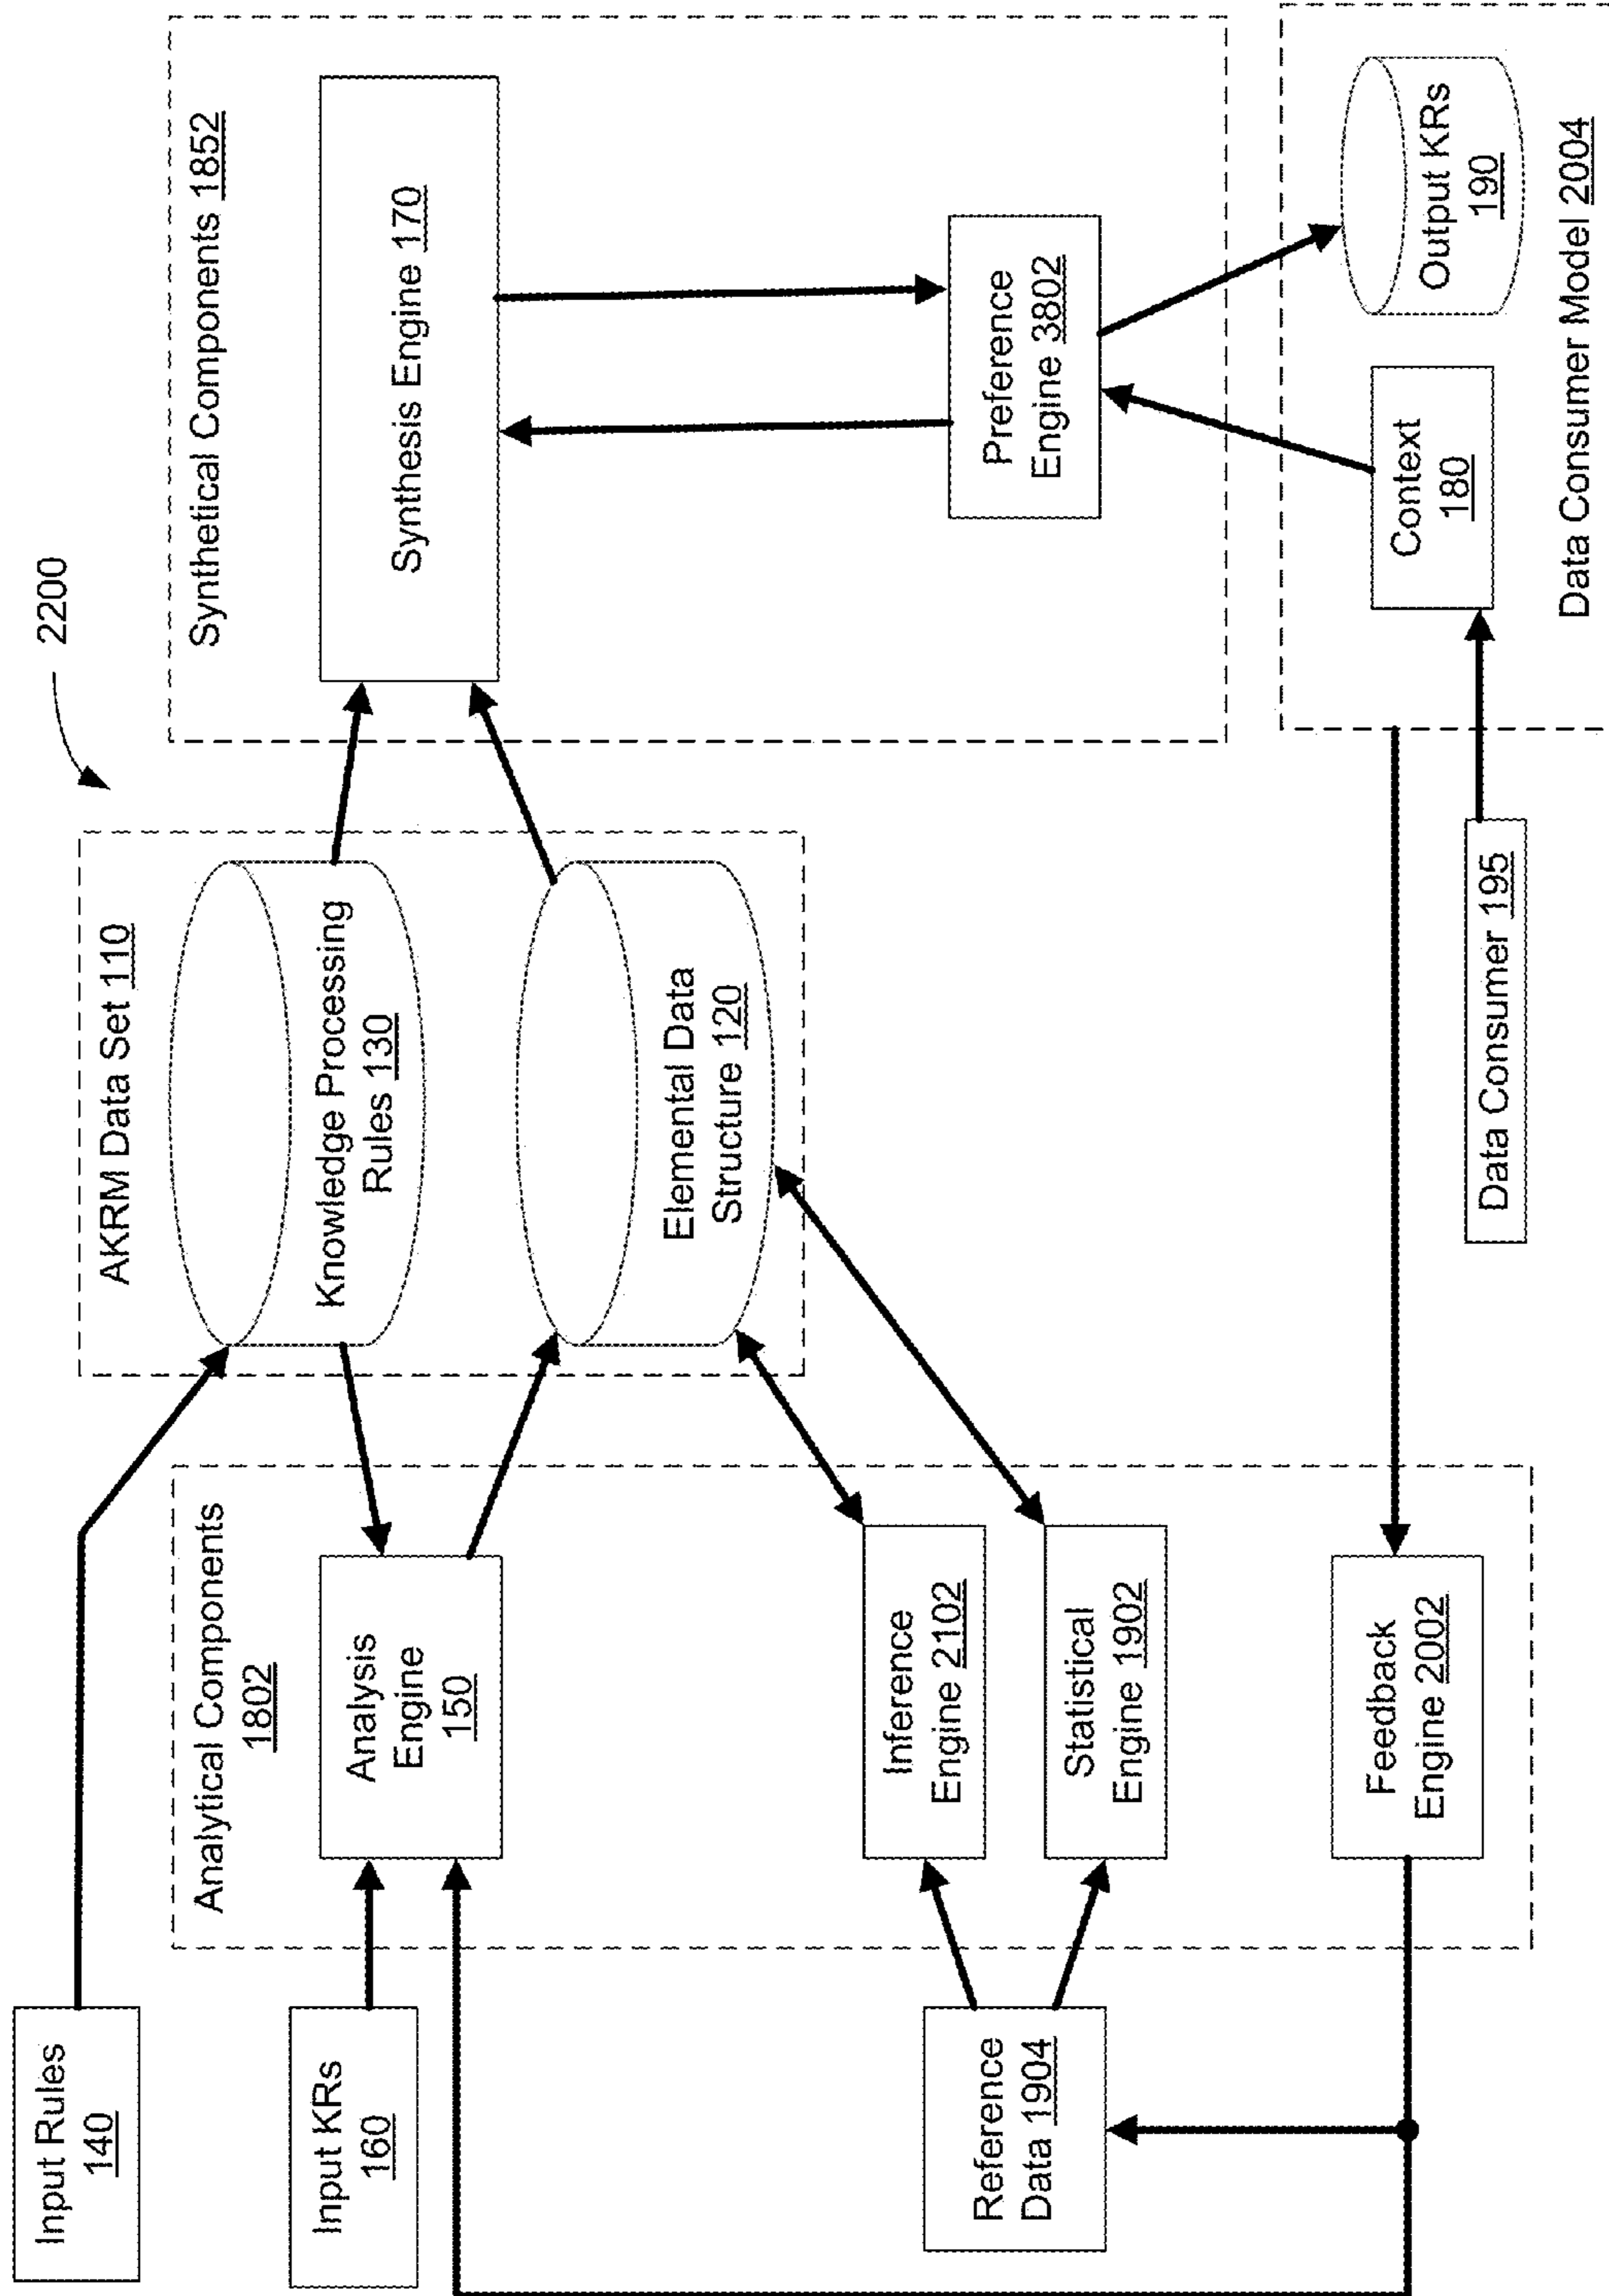 2200
Input Rules
140
Input KRs
160
Reference
Data 1904
Analytical Components
1802
Analysis
Engine
150
Inference
Engine 2102
Statistical
Engine 1902
Feedback
Engine 2002
AKRM Data Set 110
Knowledge Processing
Rules 130
Elemental Data
Structure 120
Data Consumer 195
Synthetical Components 1852
Synthesis Engine 170
Preference
Engine 3802
Context
180
Output KRs
190
Data Consumer Model 2004